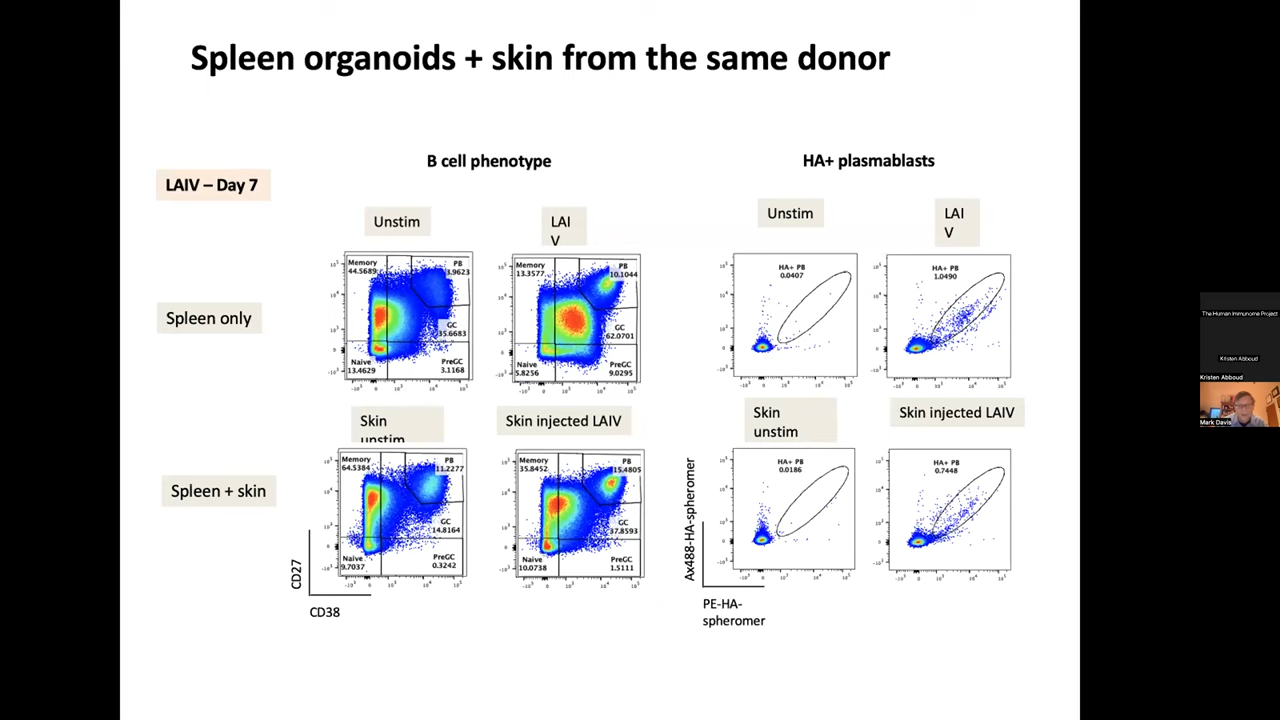 Spleen organoids + skin from the same donor
B cell phenotype
HA+ plasmablasts
LAIV – Day 7
Unstim
LAI
V
Unstim
LAI
V
Spleen only
Memory
44.5689
PB
3.9623
GC
35.6683
Naive
13.4629
PreGC
3.1168
Memory
13.3577
PB
10.1044
GC
62.0701
Naive
5.8256
PreGC
9.0295
HA+ PB
0.0407
HA+ PB
1.0490
Skin
unstim
Skin injected LAIV
Skin
unstim
Skin injected LAIV
Spleen + skin
Memory
64.5384
PB
11.2277
GC
14.8164
Naive
9.7037
PreGC
0.3242
Memory
35.8452
PB
15.4805
GC
37.8593
Naive
10.0738
PreGC
1.5111
HA+ PB
0.0186
HA+ PB
0.7448
CD27
CD38
Ax488-HA-spheromer
PE-HA-
spheromer
The Human Immunome Project
Kristen Abboud
Kristen Abboud
Mark Davis